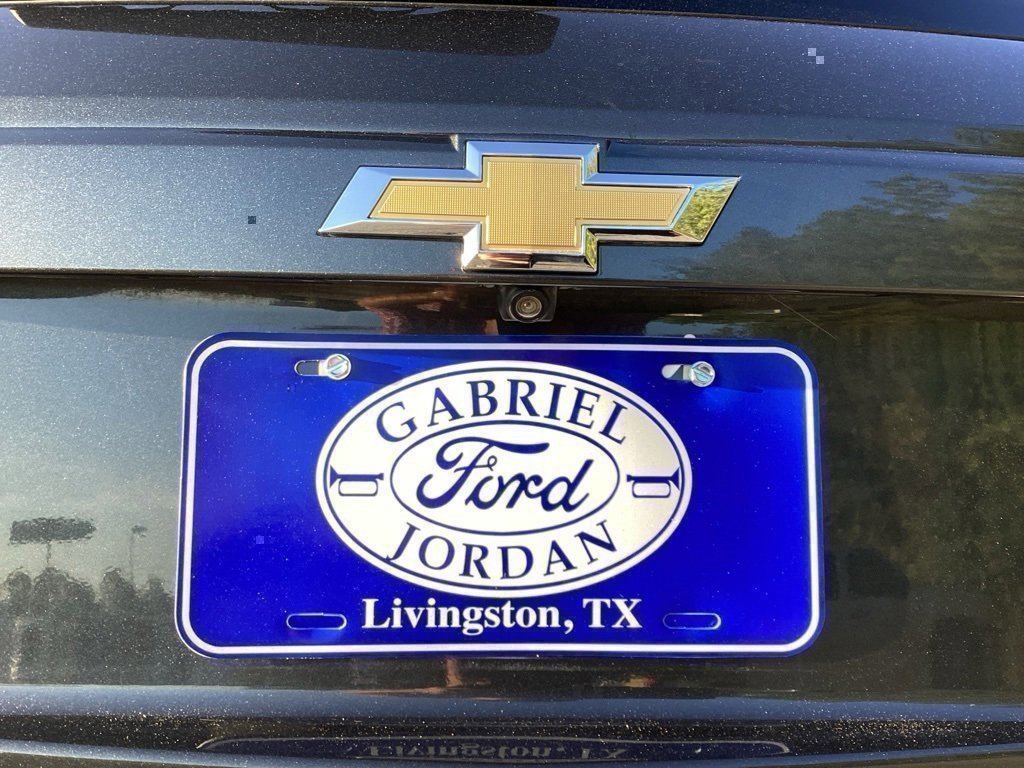 GABRIEL
Ford
JORDAN
Livingston, TX